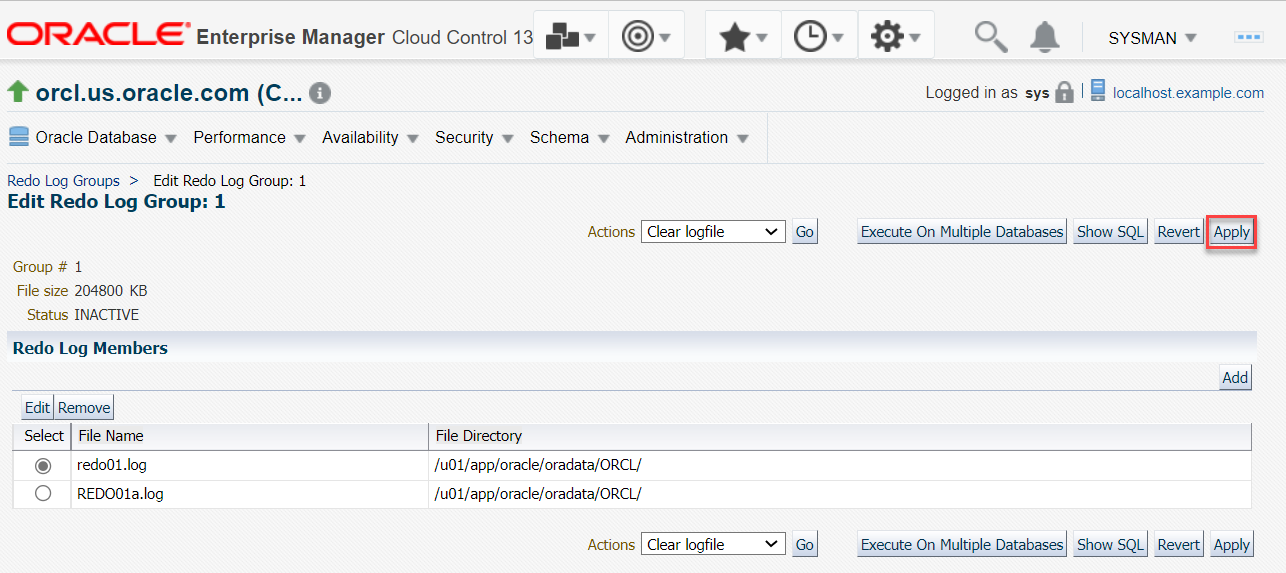 ORACLE Enterprise Manager Cloud Control 13 SYSMAN
orcl.us.oracle.com (C... Logged in as sys localhost.example.com
Oracle Database Performance Availability Security Schema Administration
Redo Log Groups > Edit Redo Log Group: 1
Edit Redo Log Group: 1
Actions Clear logfile Go Execute On Multiple Databases Show SQL Revert Apply
Group # 1
File size 204800 KB
Status INACTIVE
Redo Log Members
Add
Edit Remove
Select File Name File Directory
redo01.log /u01/app/oracle/oradata/ORCL/
REDO01a.log /u01/app/oracle/oradata/ORCL/
Actions Clear logfile Go Execute On Multiple Databases Show SQL Revert Apply